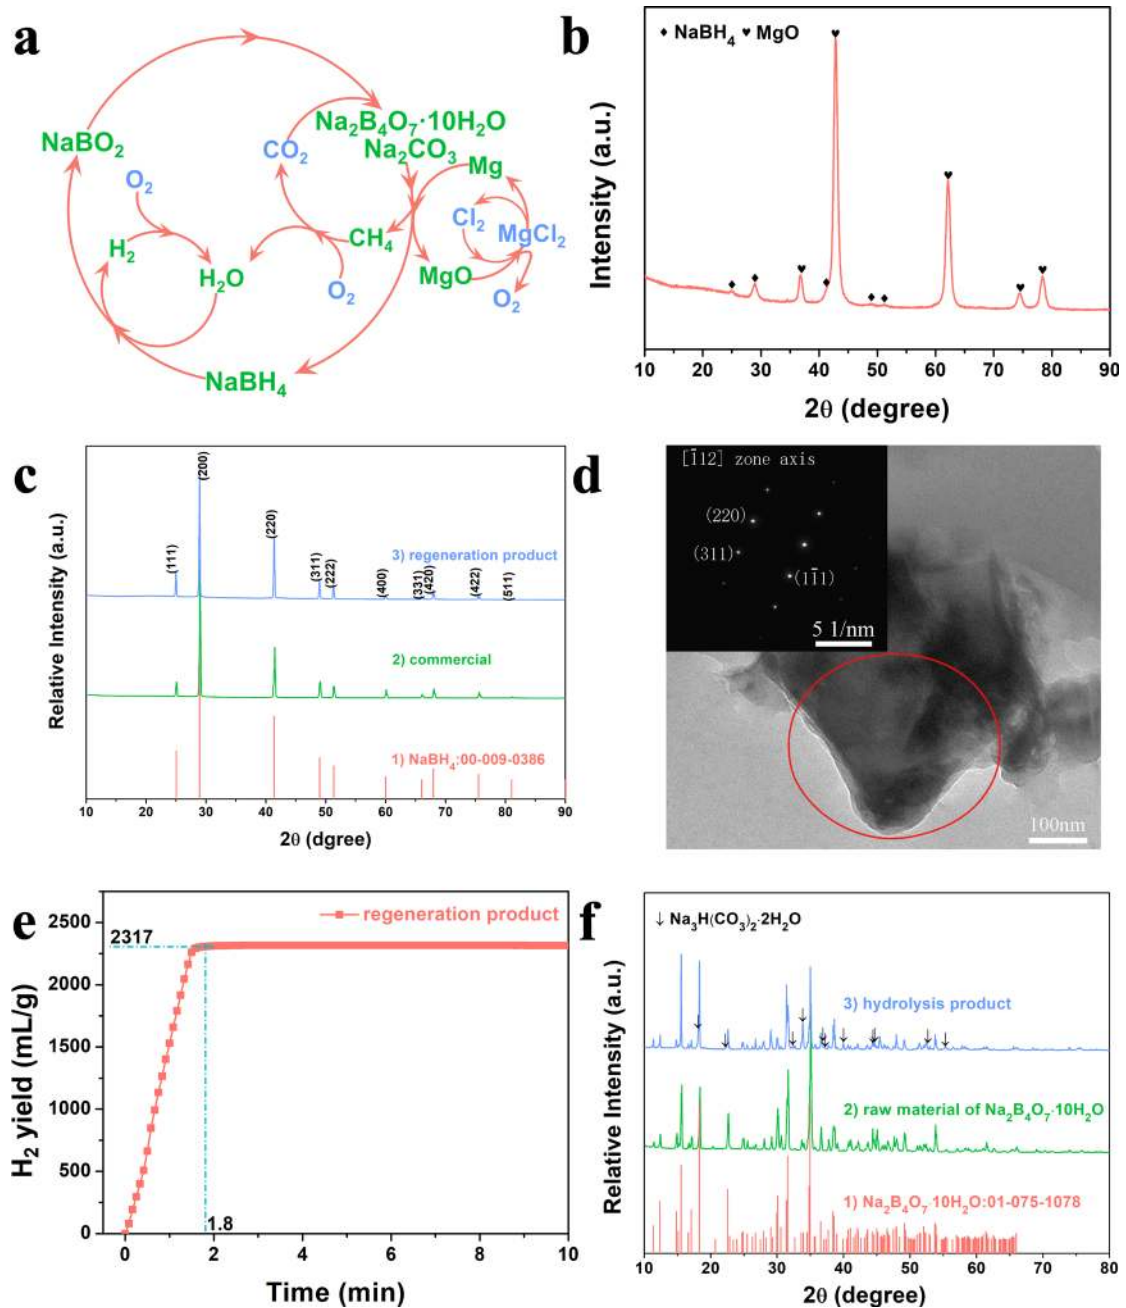 a
NaBO₂
O₂
H₂
H₂O
NaBH₄
CO₂
Na₂B₄O₇·10H₂O
Na₂CO₃
Mg
Cl₂
MgCl₂
CH₄
MgO
O₂
O₂
b
♦ NaBH₄ ♥ MgO
Intensity (a.u.)
10 20 30 40 50 60 70 80 90
2θ (degree)
c
(111)
(200)
(220)
(311)
(222)
(400)
(331)
(420)
(422)
(511)
3) regeneration product
2) commercial
1) NaBH₄:00-009-0386
Relative Intensity (a.u.)
10 20 30 40 50 60 70 80 90
2θ (dgree)
d
[1̄12] zone axis
(220)
(311)
(11̄1)
5 1/nm
100nm
e
regeneration product
2500
2317
2000
1500
1000
500
0
1.8
H₂ yield (mL/g)
0 2 4 6 8 10
Time (min)
f
↓ Na₃H(CO₃)₂·2H₂O
3) hydrolysis product
2) raw material of Na₂B₄O₇·10H₂O
1) Na₂B₄O₇ 10H₂O:01-075-1078
Relative Intensity (a.u.)
10 20 30 40 50 60 70 80
2θ (degree)